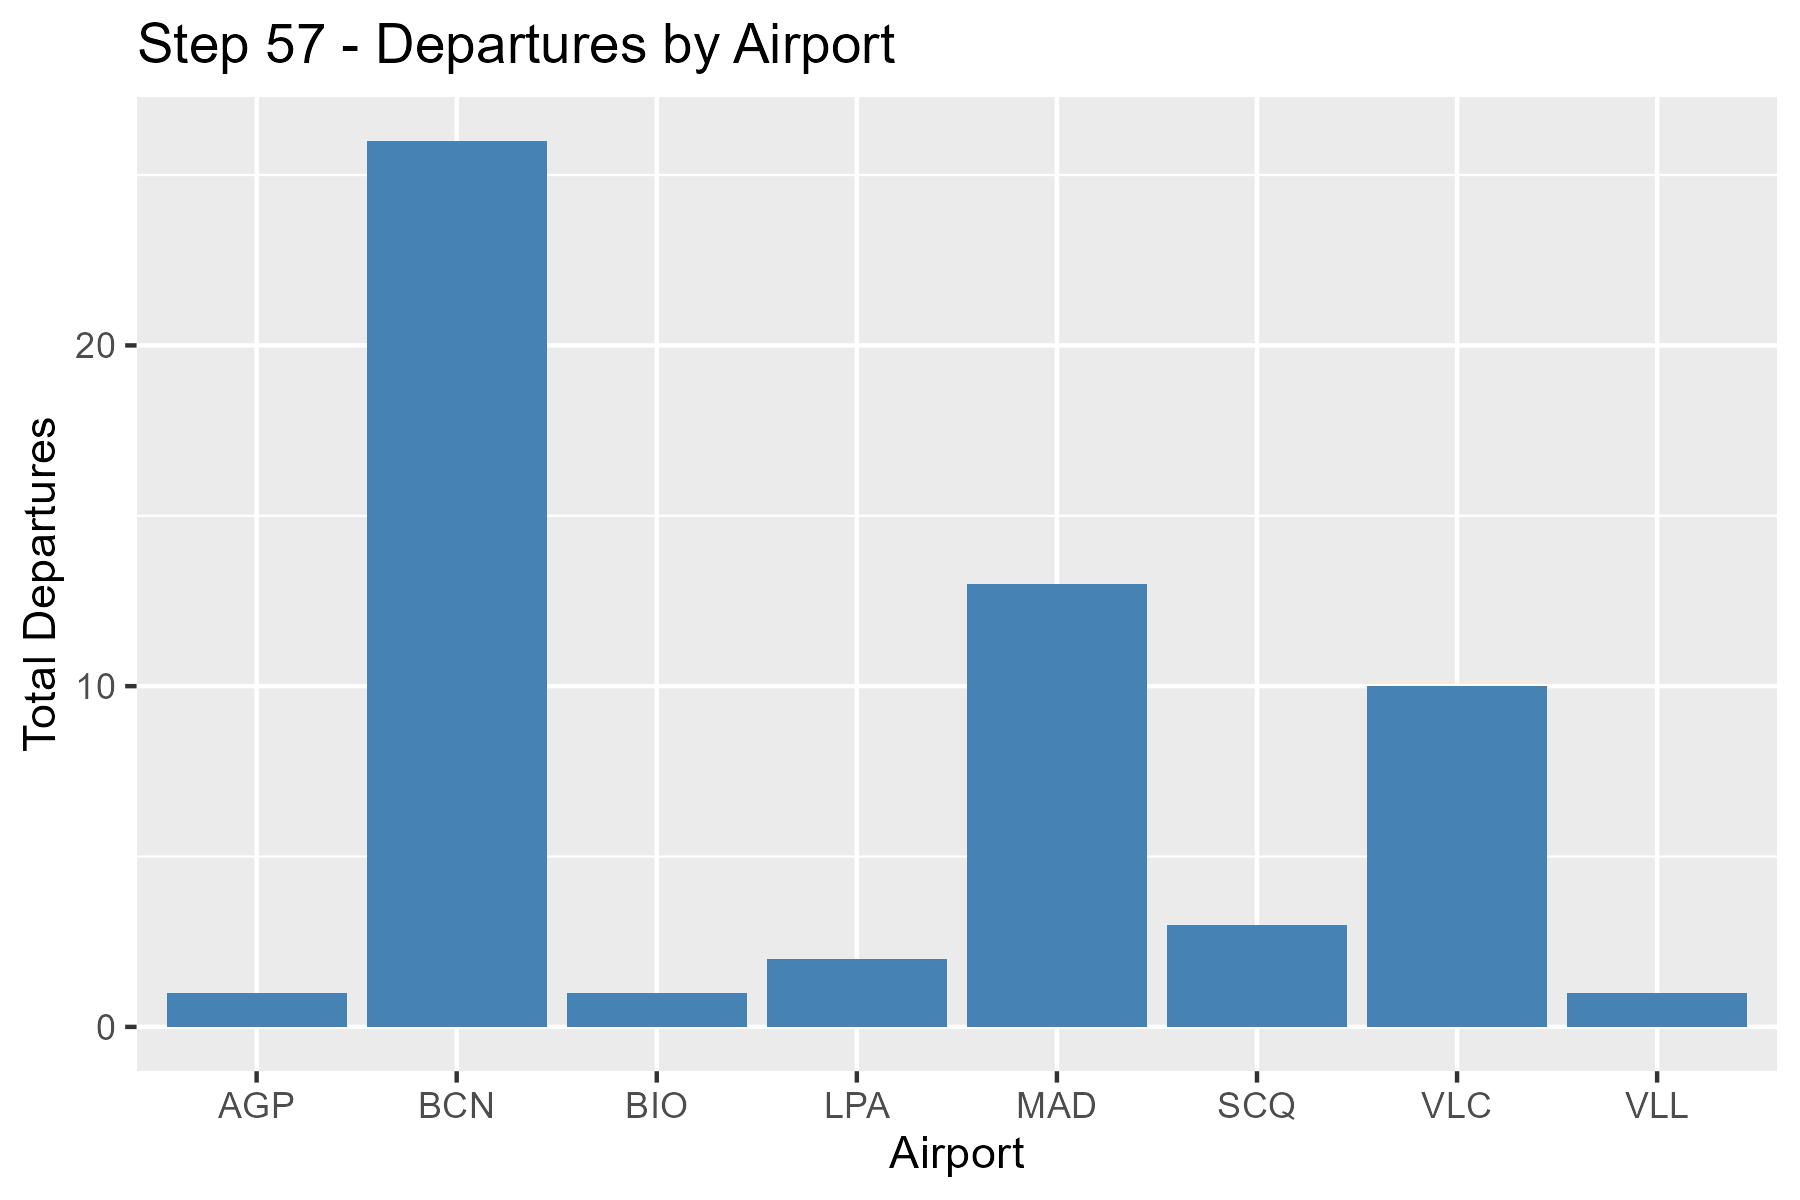 Step 57 - Departures by Airport
Total Departures
20
10
0
AGP BCN BIO LPA MAD SCQ VLC VLL
Airport